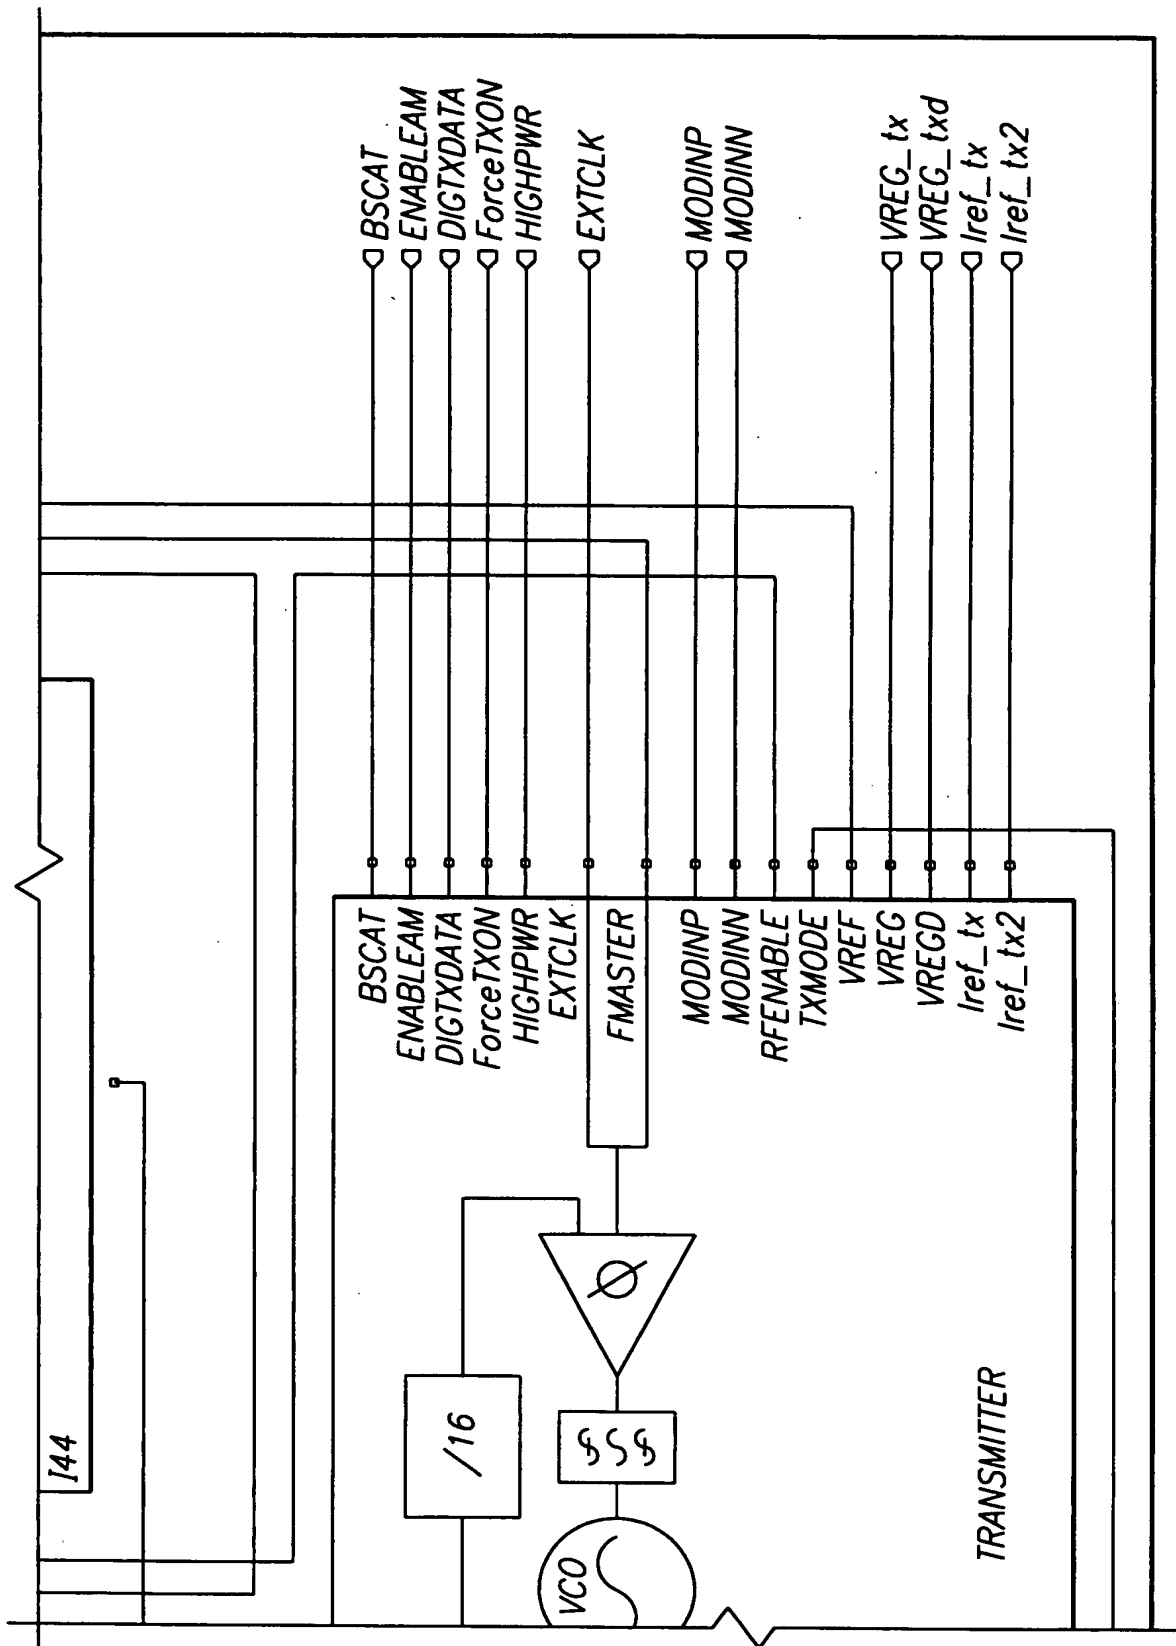 BSCAT
ENABLEAM
DIGTXDATA
ForceTXON
HIGHPWR
EXTCLK
MODINP
MODINN
VREG_tx
VREG_txd
Iref_tx
Iref_tx2
BSCAT
ENABLEAM
DIGTXDATA
ForceTXON
HIGHPWR
EXTCLK
FMASTER
MODINP
MODINN
RFENABLE
TXMODE
VREF
VREG
VREGD
Iref_tx
Iref_tx2
Ø
/16
I44
VCO
TRANSMITTER